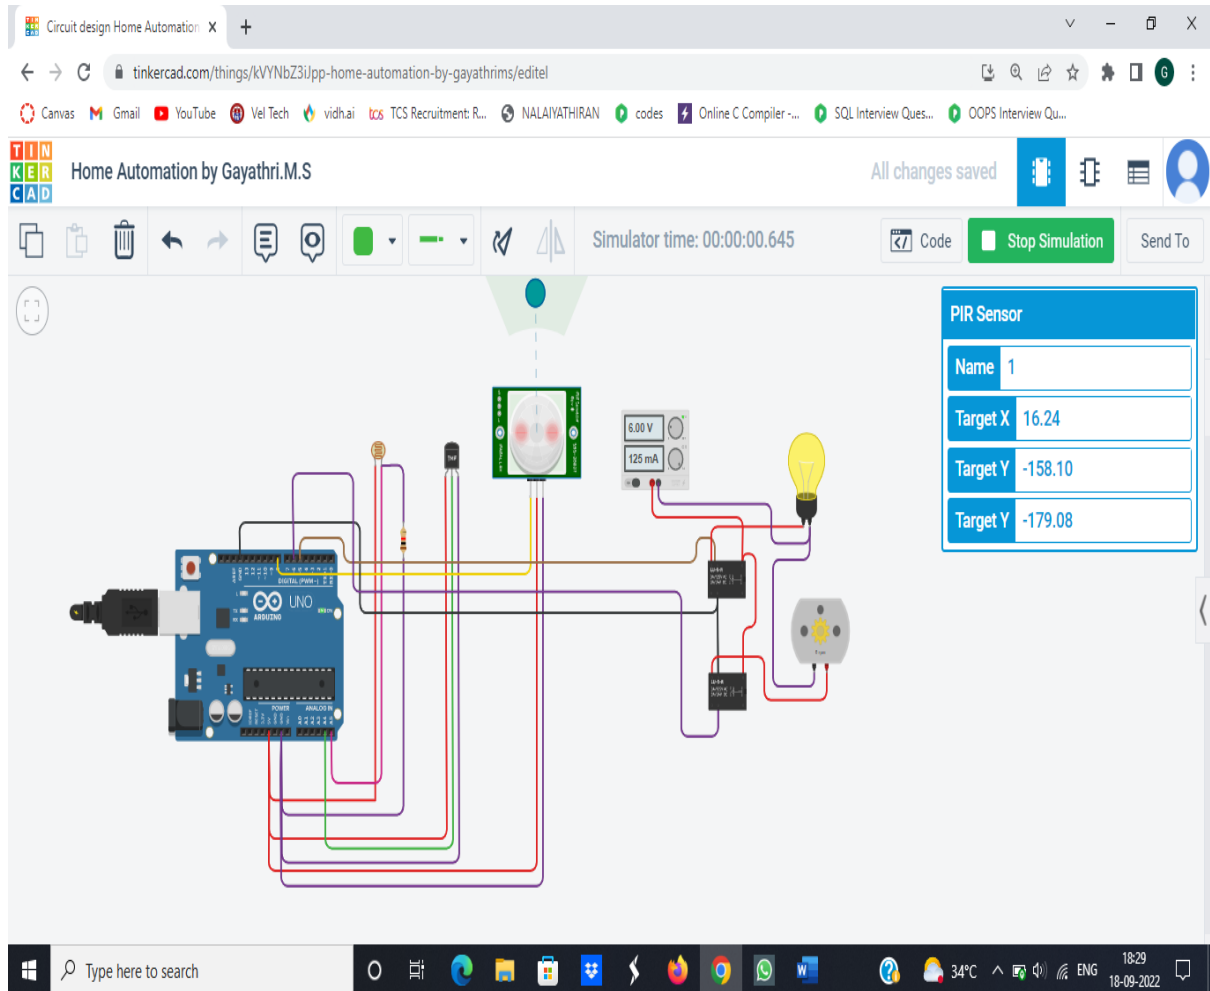 Circuit design Home Automation
tinkercad.com/things/kVYNbZ3iJpp-home-automation-by-gayathrims/editel
G
Canvas Gmail YouTube Vel Tech vidh.ai tcs TCS Recruitment: R... NALAIYATHIRAN codes Online C Compiler -... SQL Interview Ques... OOPS Interview Qu...
TIN
KER
CAD
Home Automation by Gayathri.M.S
All changes saved
Simulator time: 00:00:00.645
Code
Stop Simulation
Send To
PIR Sensor
Name 1
Target X 16.24
Target Y -158.10
Target Y -179.08
6.00 V
125 mA
TMP
DIGITAL (PWM~)
UNO
ARDUINO
POWER ANALOG IN
Type here to search
34°C
ENG
18:29
18-09-2022